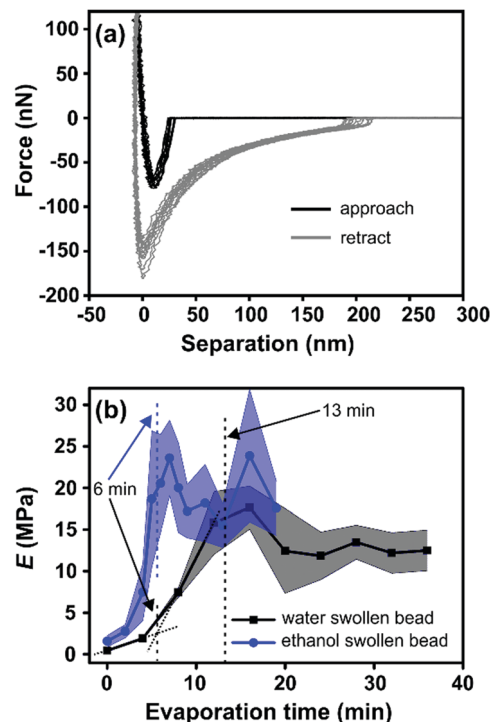 (a)
100
50
0
-50
-100
-150
-200
Force (nN)
approach
retract
-50 0 50 100 150 200 250 300
Separation (nm)
(b)
30
25
20
15
10
5
0
E (MPa)
13 min
6 min
water swollen bead
ethanol swollen bead
0 10 20 30 40
Evaporation time (min)